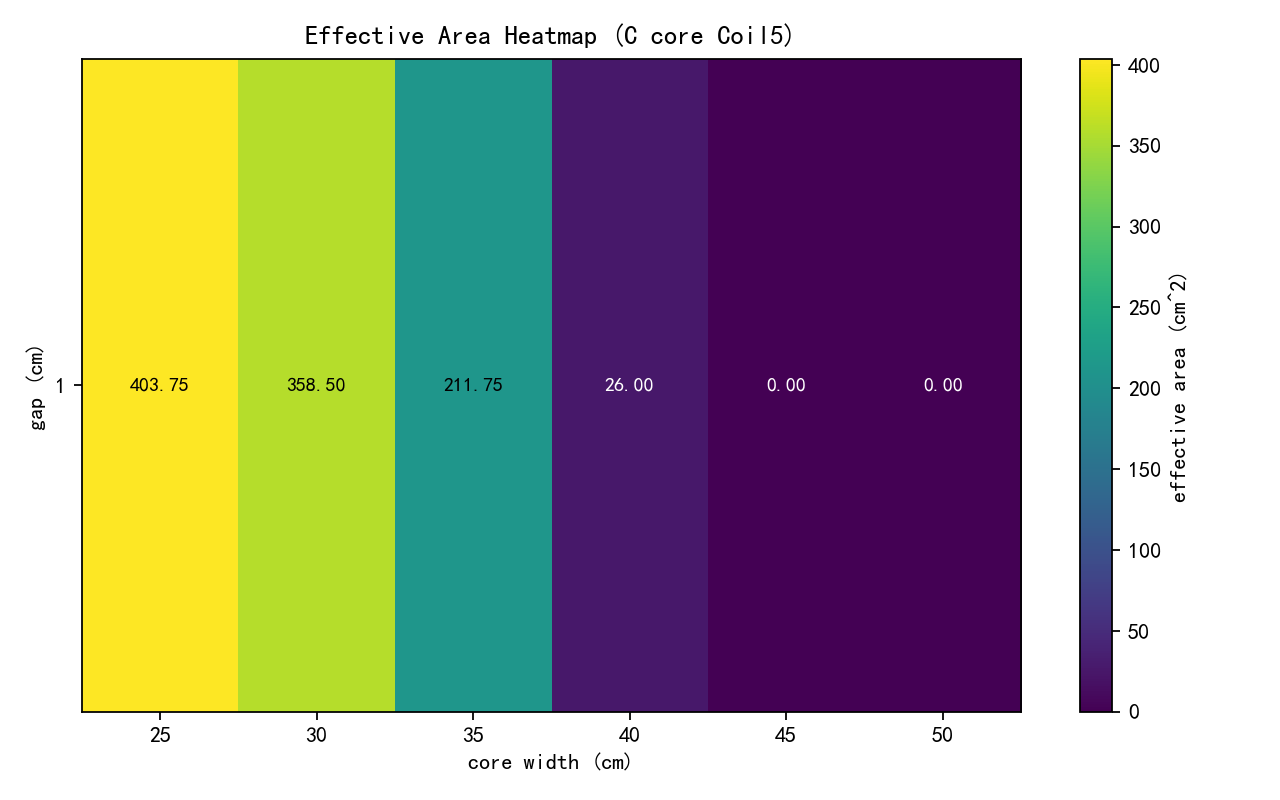 Effective Area Heatmap (C core Coil5)
gap (cm)
1
403.75 358.50 211.75 26.00 0.00 0.00
25 30 35 40 45 50
core width (cm)
400
350
300
250
200
150
100
50
0
effective area (cm^2)